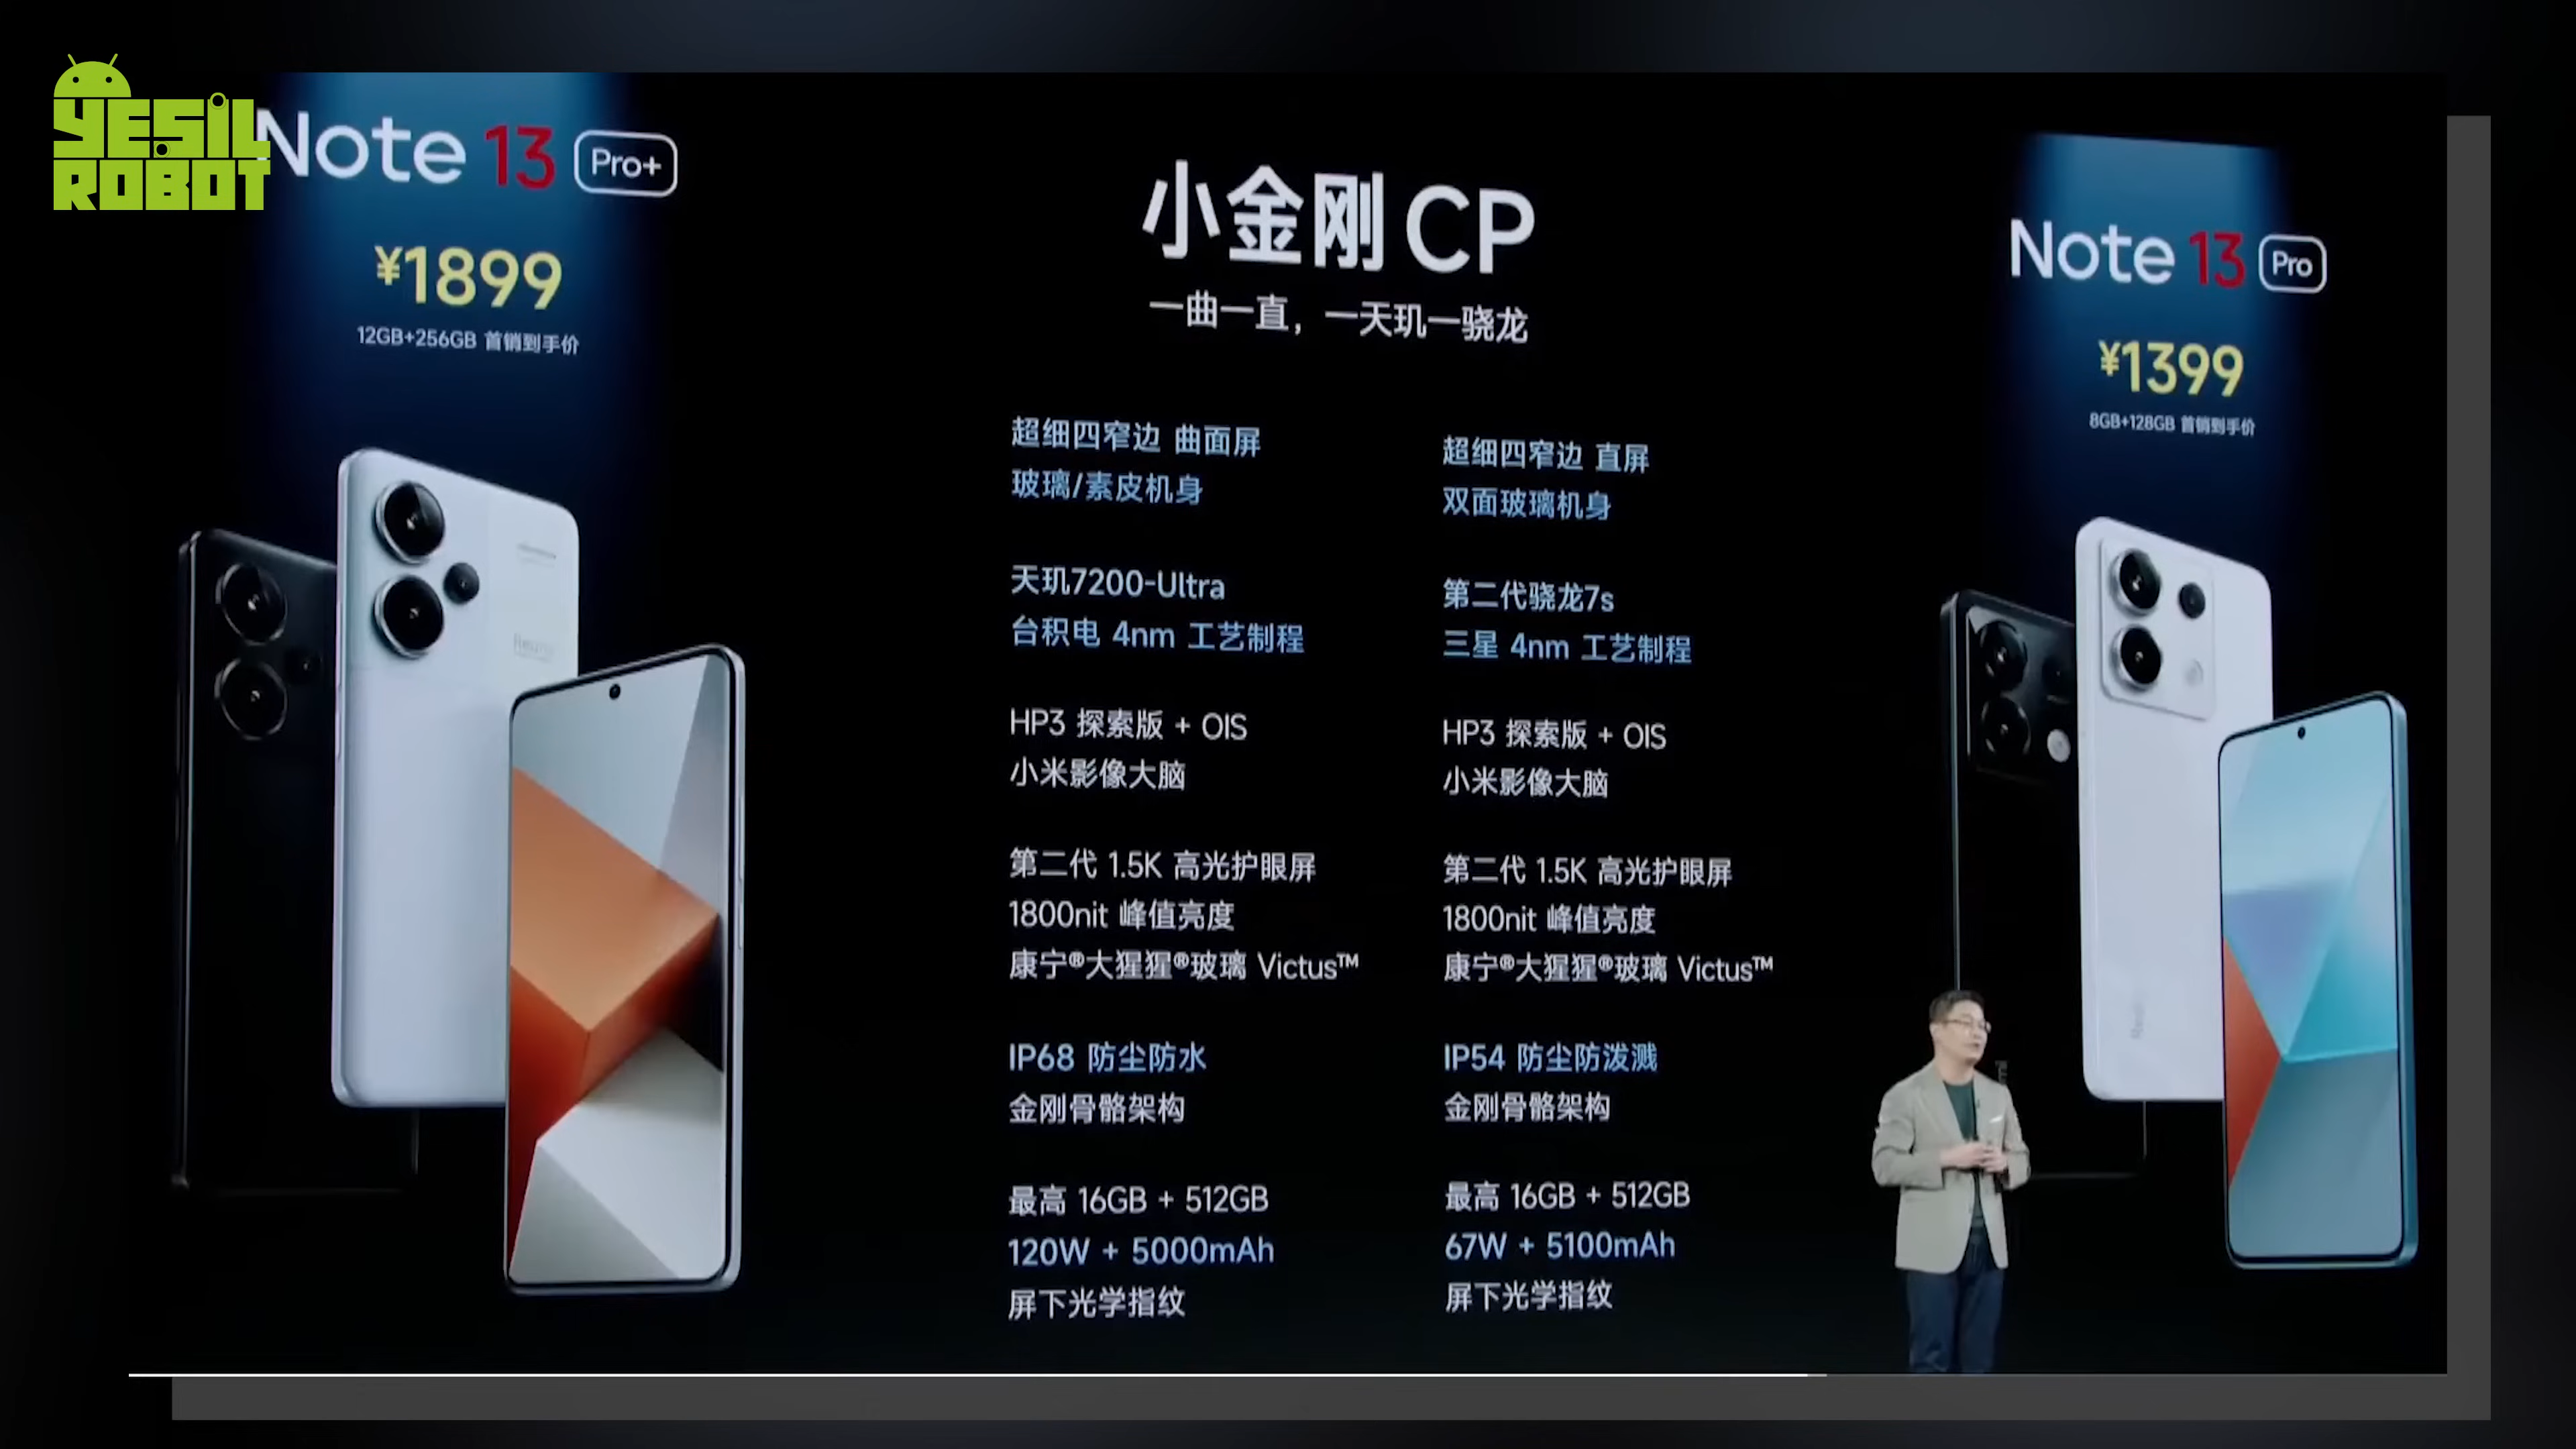 YESİL
ROBOT
Note 13 Pro+
¥1899
12GB+256GB 首销到手价
小金刚 CP
一曲一直，一天玑一骁龙
Note 13 Pro
¥1399
8GB+128GB 首销到手价
超细四窄边 曲面屏
玻璃/素皮机身
天玑7200-Ultra
台积电 4nm 工艺制程
HP3 探索版 + OIS
小米影像大脑
第二代 1.5K 高光护眼屏
1800nit 峰值亮度
康宁®大猩猩®玻璃 Victus™
IP68 防尘防水
金刚骨骼架构
最高 16GB + 512GB
120W + 5000mAh
屏下光学指纹
超细四窄边 直屏
双面玻璃机身
第二代骁龙7s
三星 4nm 工艺制程
HP3 探索版 + OIS
小米影像大脑
第二代 1.5K 高光护眼屏
1800nit 峰值亮度
康宁®大猩猩®玻璃 Victus™
IP54 防尘防泼溅
金刚骨骼架构
最高 16GB + 512GB
67W + 5100mAh
屏下光学指纹